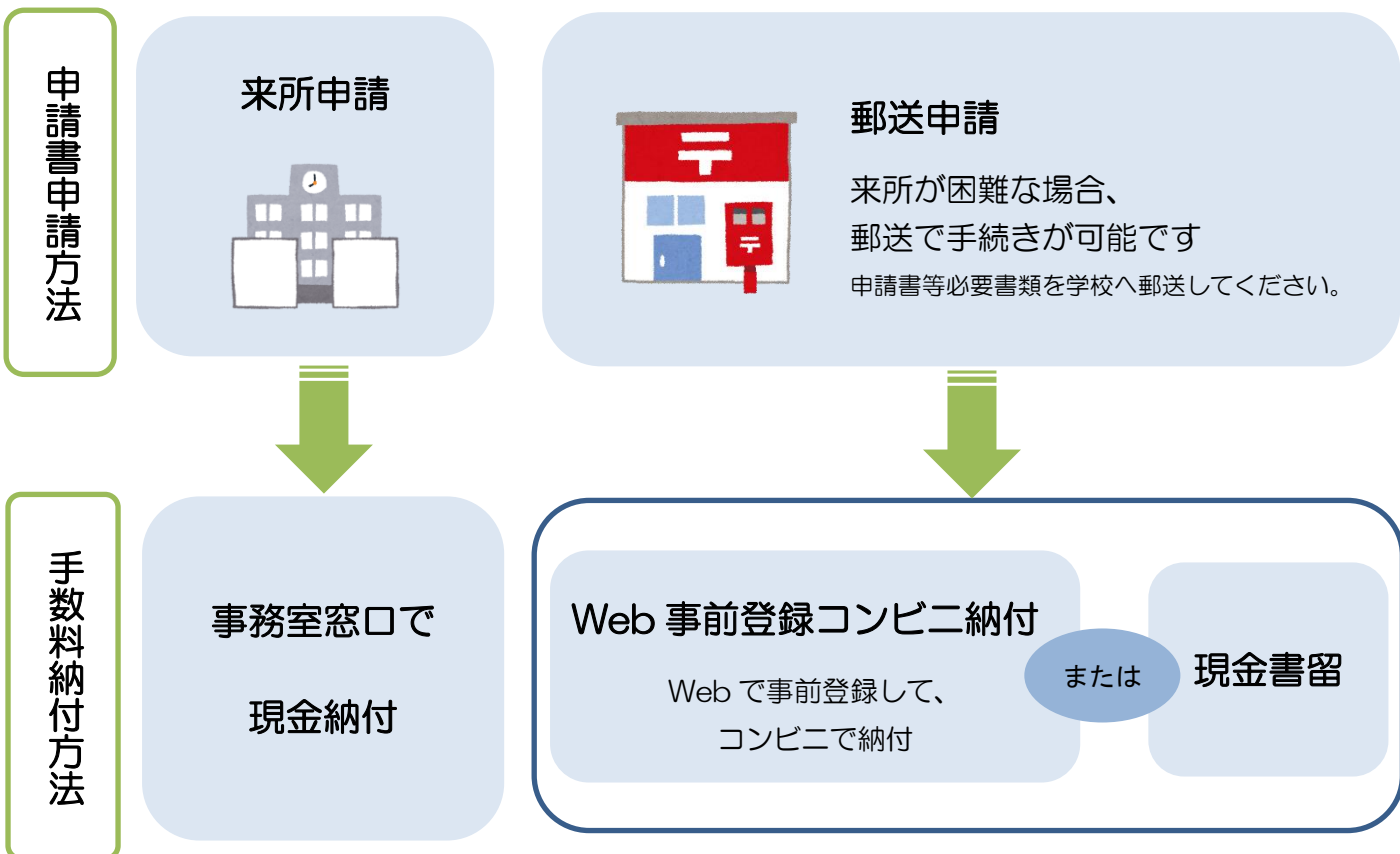 申請書申請方法
来所申請
郵送申請
来所が困難な場合、
郵送で手続きが可能です
申請書等必要書類を学校へ郵送してください。
手数料納付方法
事務室窓口で
現金納付
Web 事前登録コンビニ納付
Web で事前登録して、
コンビニで納付
または
現金書留